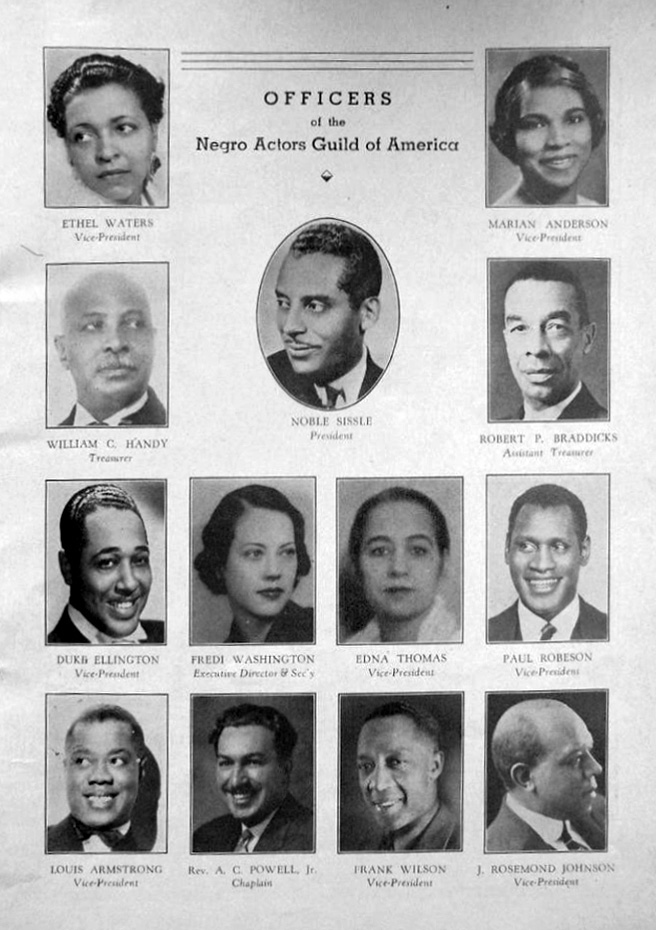 OFFICERS
of the
Negro Actors Guild of America
ETHEL WATERS
Vice-President
MARIAN ANDERSON
Vice-President
NOBLE SISSLE
President
WILLIAM C. HANDY
Treasurer
ROBERT P. BRADDICKS
Assistant Treasurer
DUKE ELLINGTON
Vice-President
FREDI WASHINGTON
Executive Director & Sec'y
EDNA THOMAS
Vice-President
PAUL ROBESON
Vice-President
LOUIS ARMSTRONG
Vice-President
Rev. A. C. POWELL, Jr.
Chaplain
FRANK WILSON
Vice-President
J. ROSEMOND JOHNSON
Vice-President